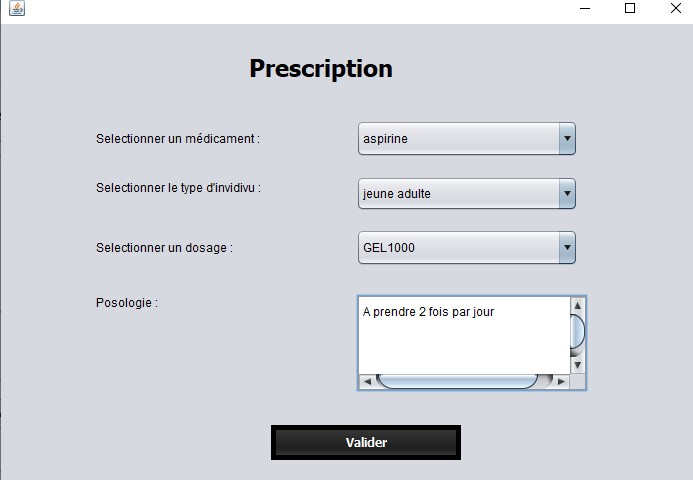 Prescription
Selectionner un médicament :
aspirine
Selectionner le type d'invidivu :
jeune adulte
Selectionner un dosage :
GEL1000
Posologie :
A prendre 2 fois par jour
Valider